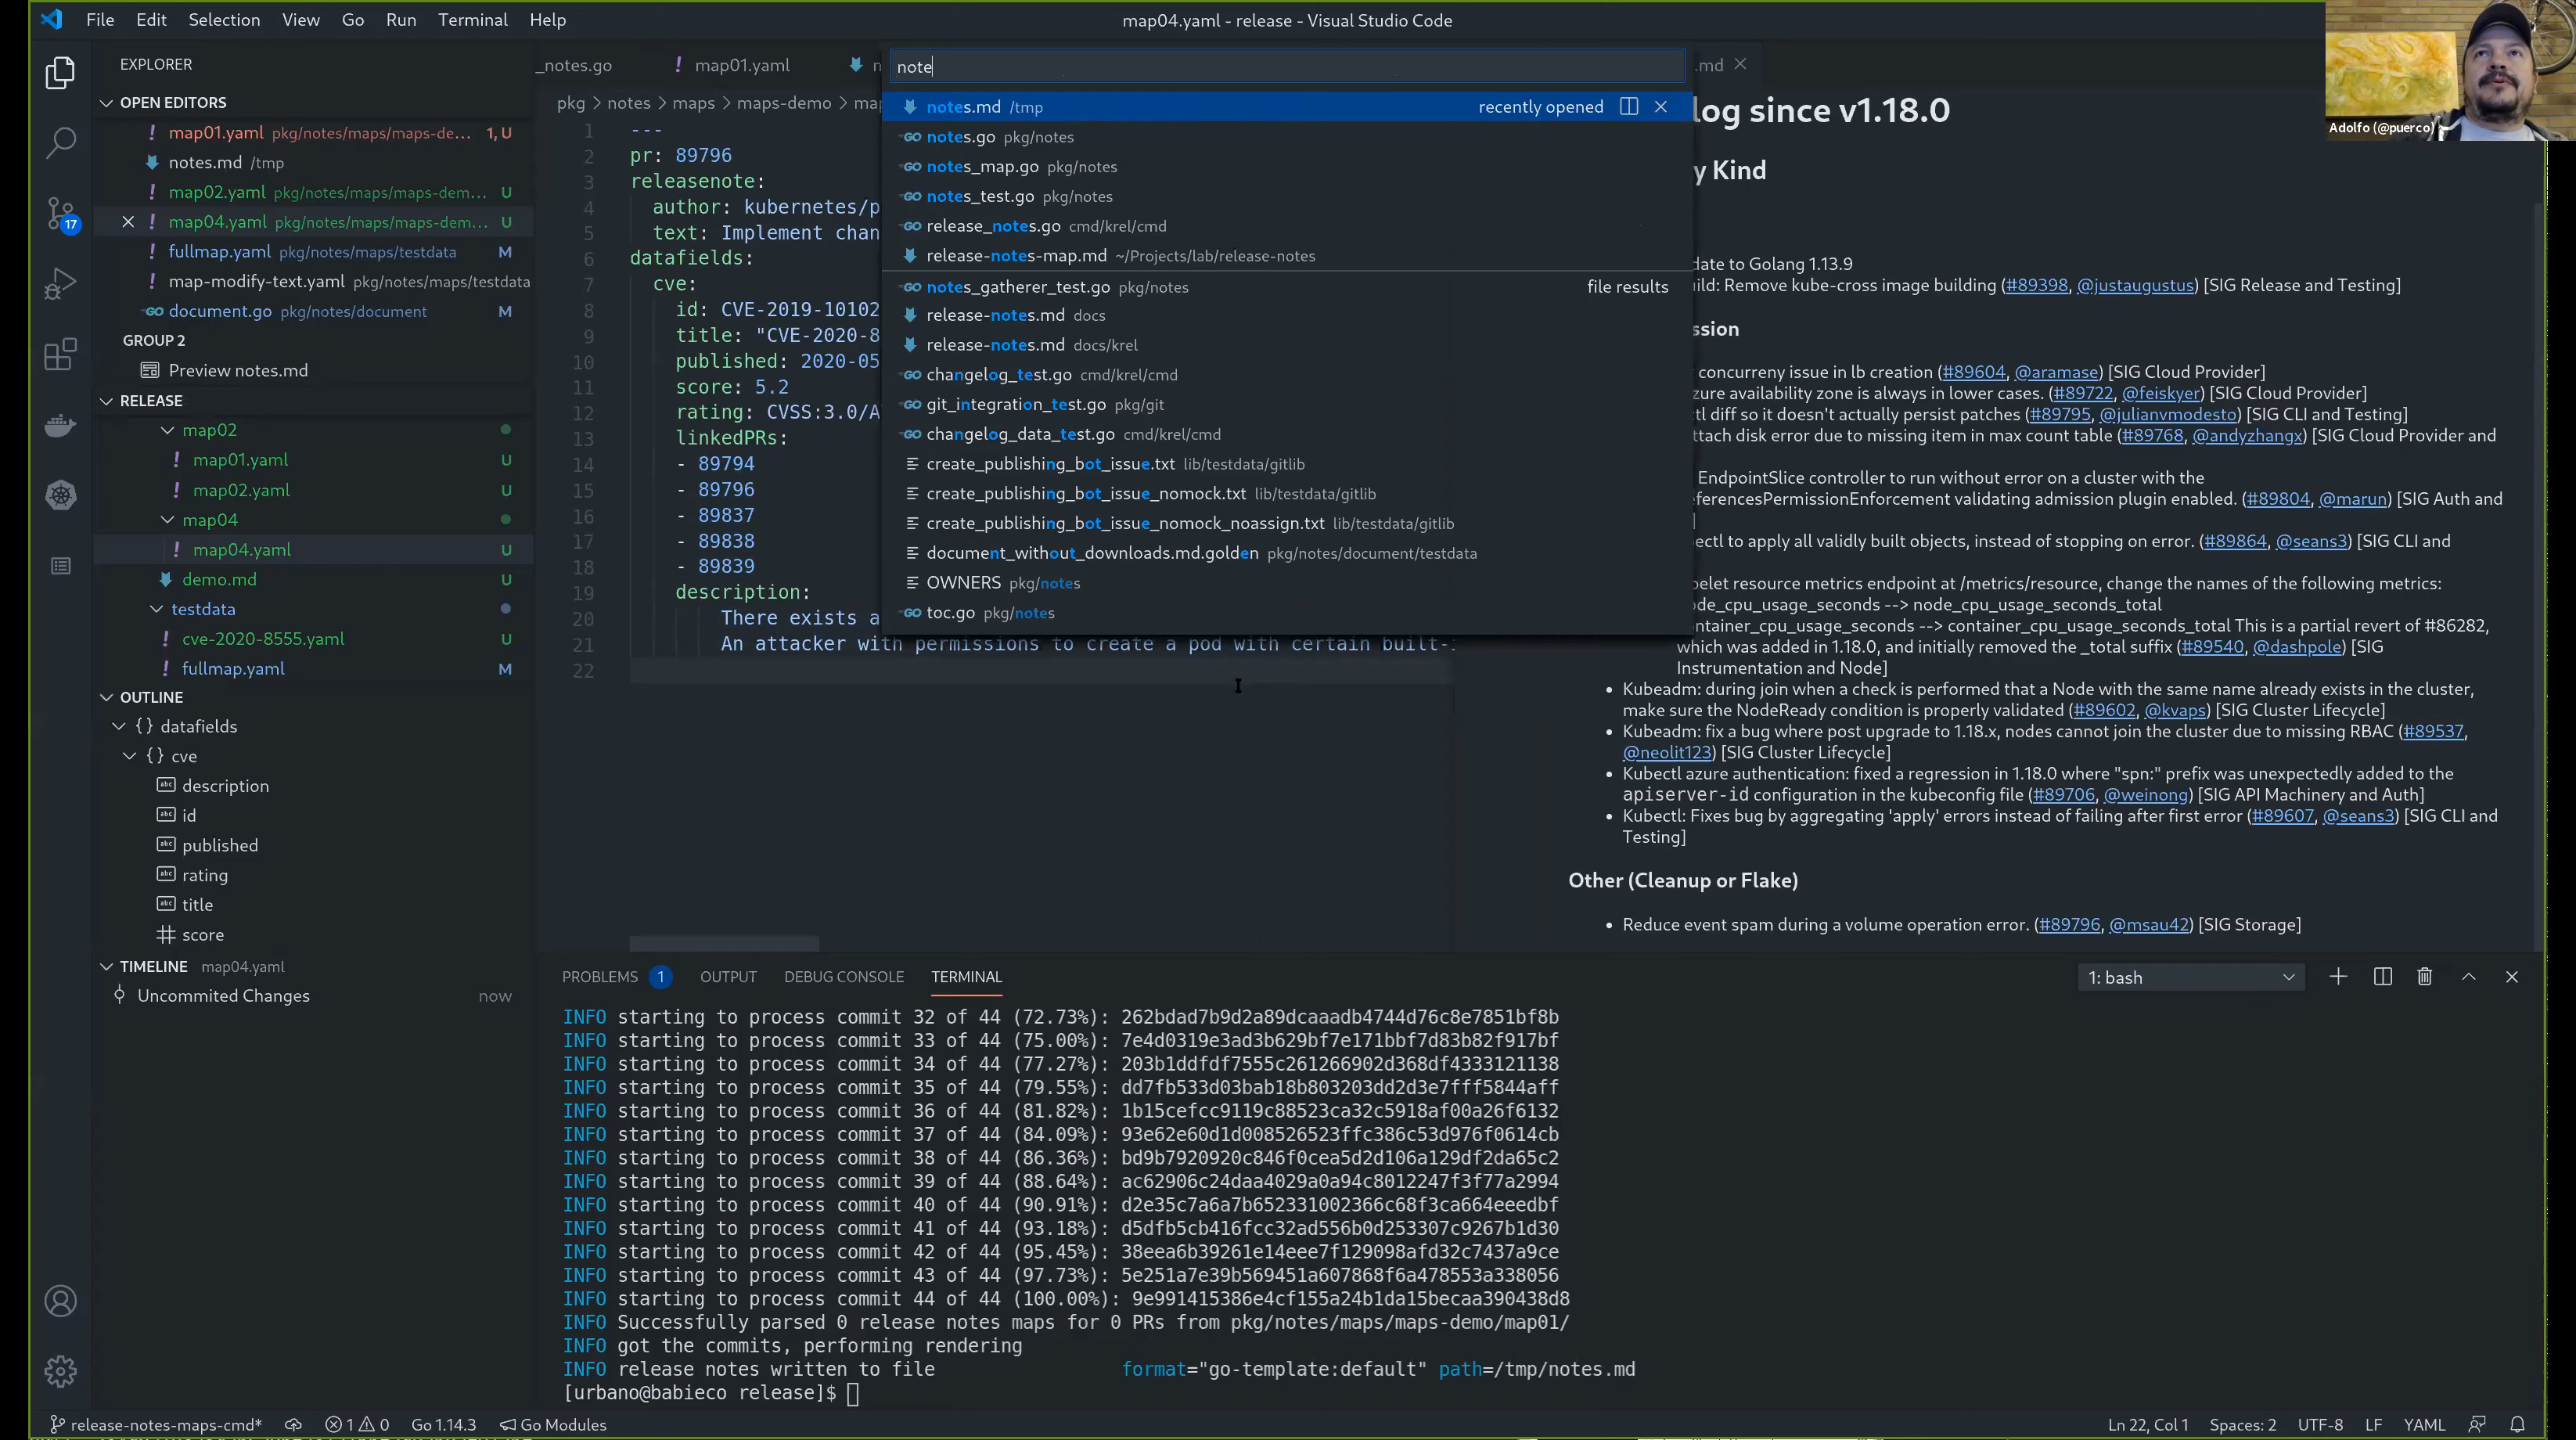 File Edit Selection View Go Run Terminal Help
map04.yaml - release - Visual Studio Code
Adolfo (@puerco)
EXPLORER
OPEN EDITORS
! map01.yaml pkg/notes/maps/maps-de... 1, U
notes.md /tmp
! map02.yaml pkg/notes/maps/maps-dem... U
! map04.yaml pkg/notes/maps/maps-dem... U
! fullmap.yaml pkg/notes/maps/testdata M
! map-modify-text.yaml pkg/notes/maps/testdata
document.go pkg/notes/document M
GROUP 2
Preview notes.md
RELEASE
map02
! map01.yaml U
! map02.yaml U
map04
! map04.yaml U
demo.md U
testdata
! cve-2020-8555.yaml U
! fullmap.yaml M
OUTLINE
{} datafields
{} cve
description
id
published
rating
title
score
TIMELINE map04.yaml
Uncommited Changes now
17
_notes.go ! map01.yaml n .md
pkg > notes > maps > maps-demo > map
1 ---
2 pr: 89796
3 releasenote:
4 author: kubernetes/p
5 text: Implement chan
6 datafields:
7 cve:
8 id: CVE-2019-10102
9 title: "CVE-2020-8
10 published: 2020-05
11 score: 5.2
12 rating: CVSS:3.0/A
13 linkedPRs:
14 - 89794
15 - 89796
16 - 89837
17 - 89838
18 - 89839
19 description:
20 There exists a
21 An attacker with permissions to create a pod with certain built-
22
note
notes.md /tmp recently opened
notes.go pkg/notes
notes_map.go pkg/notes
notes_test.go pkg/notes
release_notes.go cmd/krel/cmd
release-notes-map.md ~/Projects/lab/release-notes
notes_gatherer_test.go pkg/notes file results
release-notes.md docs
release-notes.md docs/krel
changelog_test.go cmd/krel/cmd
git_integration_test.go pkg/git
changelog_data_test.go cmd/krel/cmd
create_publishing_bot_issue.txt lib/testdata/gitlib
create_publishing_bot_issue_nomock.txt lib/testdata/gitlib
create_publishing_bot_issue_nomock_noassign.txt lib/testdata/gitlib
document_without_downloads.md.golden pkg/notes/document/testdata
OWNERS pkg/notes
toc.go pkg/notes
log since v1.18.0
y Kind
date to Golang 1.13.9
ild: Remove kube-cross image building (#89398, @justaugustus) [SIG Release and Testing]
ssion
concurreny issue in lb creation (#89604, @aramase) [SIG Cloud Provider]
zure availability zone is always in lower cases. (#89722, @feiskyer) [SIG Cloud Provider]
ctl diff so it doesn't actually persist patches (#89795, @julianvmodesto) [SIG CLI and Testing]
ttach disk error due to missing item in max count table (#89768, @andyzhangx) [SIG Cloud Provider and
EndpointSlice controller to run without error on a cluster with the
eferencesPermissionEnforcement validating admission plugin enabled. (#89804, @marun) [SIG Auth and
]
ectl to apply all validly built objects, instead of stopping on error. (#89864, @seans3) [SIG CLI and
belet resource metrics endpoint at /metrics/resource, change the names of the following metrics:
ode_cpu_usage_seconds --> node_cpu_usage_seconds_total
ontainer_cpu_usage_seconds --> container_cpu_usage_seconds_total This is a partial revert of #86282,
which was added in 1.18.0, and initially removed the _total suffix (#89540, @dashpole) [SIG
Instrumentation and Node]
• Kubeadm: during join when a check is performed that a Node with the same name already exists in the cluster,
make sure the NodeReady condition is properly validated (#89602, @kvaps) [SIG Cluster Lifecycle]
• Kubeadm: fix a bug where post upgrade to 1.18.x, nodes cannot join the cluster due to missing RBAC (#89537,
@neolit123) [SIG Cluster Lifecycle]
• Kubectl azure authentication: fixed a regression in 1.18.0 where "spn:" prefix was unexpectedly added to the
apiserver-id configuration in the kubeconfig file (#89706, @weinong) [SIG API Machinery and Auth]
• Kubectl: Fixes bug by aggregating 'apply' errors instead of failing after first error (#89607, @seans3) [SIG CLI and
Testing]
Other (Cleanup or Flake)
• Reduce event spam during a volume operation error. (#89796, @msau42) [SIG Storage]
PROBLEMS 1 OUTPUT DEBUG CONSOLE TERMINAL 1: bash
INFO starting to process commit 32 of 44 (72.73%): 262bdad7b9d2a89dcaaadb4744d76c8e7851bf8b
INFO starting to process commit 33 of 44 (75.00%): 7e4d0319e3ad3b629bf7e171bbf7d83b82f917bf
INFO starting to process commit 34 of 44 (77.27%): 203b1ddfdf7555c261266902d368df4333121138
INFO starting to process commit 35 of 44 (79.55%): dd7fb533d03bab18b803203dd2d3e7fff5844aff
INFO starting to process commit 36 of 44 (81.82%): 1b15cefcc9119c88523ca32c5918af00a26f6132
INFO starting to process commit 37 of 44 (84.09%): 93e62e60d1d008526523ffc386c53d976f0614cb
INFO starting to process commit 38 of 44 (86.36%): bd9b7920920c846f0cea5d2d106a129df2da65c2
INFO starting to process commit 39 of 44 (88.64%): ac62906c24daa4029a0a94c8012247f3f77a2994
INFO starting to process commit 40 of 44 (90.91%): d2e35c7a6a7b652331002366c68f3ca664eeedbf
INFO starting to process commit 41 of 44 (93.18%): d5dfb5cb416fcc32ad556b0d253307c9267b1d30
INFO starting to process commit 42 of 44 (95.45%): 38eea6b39261e14eee7f129098afd32c7437a9ce
INFO starting to process commit 43 of 44 (97.73%): 5e251a7e39b569451a607868f6a478553a338056
INFO starting to process commit 44 of 44 (100.00%): 9e991415386e4cf155a24b1da15becaa390438d8
INFO Successfully parsed 0 release notes maps for 0 PRs from pkg/notes/maps/maps-demo/map01/
INFO got the commits, performing rendering
INFO release notes written to file format="go-template:default" path=/tmp/notes.md
[urbano@babieco release]$
release-notes-maps-cmd* 1 0 Go 1.14.3 Go Modules Ln 22, Col 1 Spaces: 2 UTF-8 LF YAML